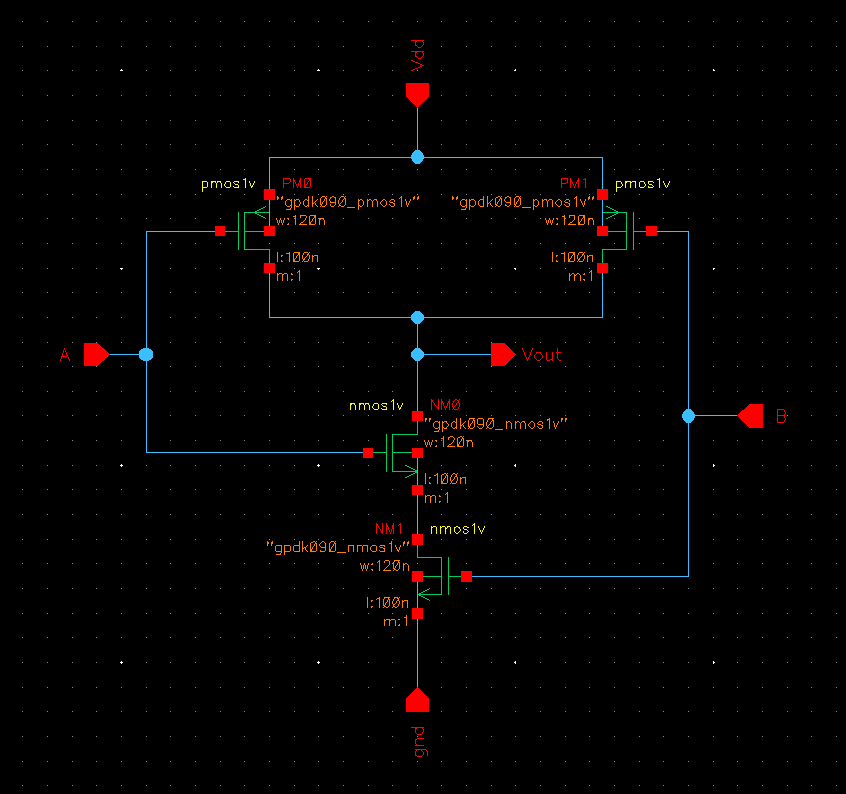 Vdd
pmos1v
PM0
"gpdk090_pmos1v"
w:120n
l:100n
m:1
PM1
pmos1v
"gpdk090_pmos1v"
w:120n
l:100n
m:1
A
Vout
B
nmos1v
NM0
"gpdk090_nmos1v"
w:120n
l:100n
m:1
NM1
nmos1v
"gpdk090_nmos1v"
w:120n
l:100n
m:1
gnd